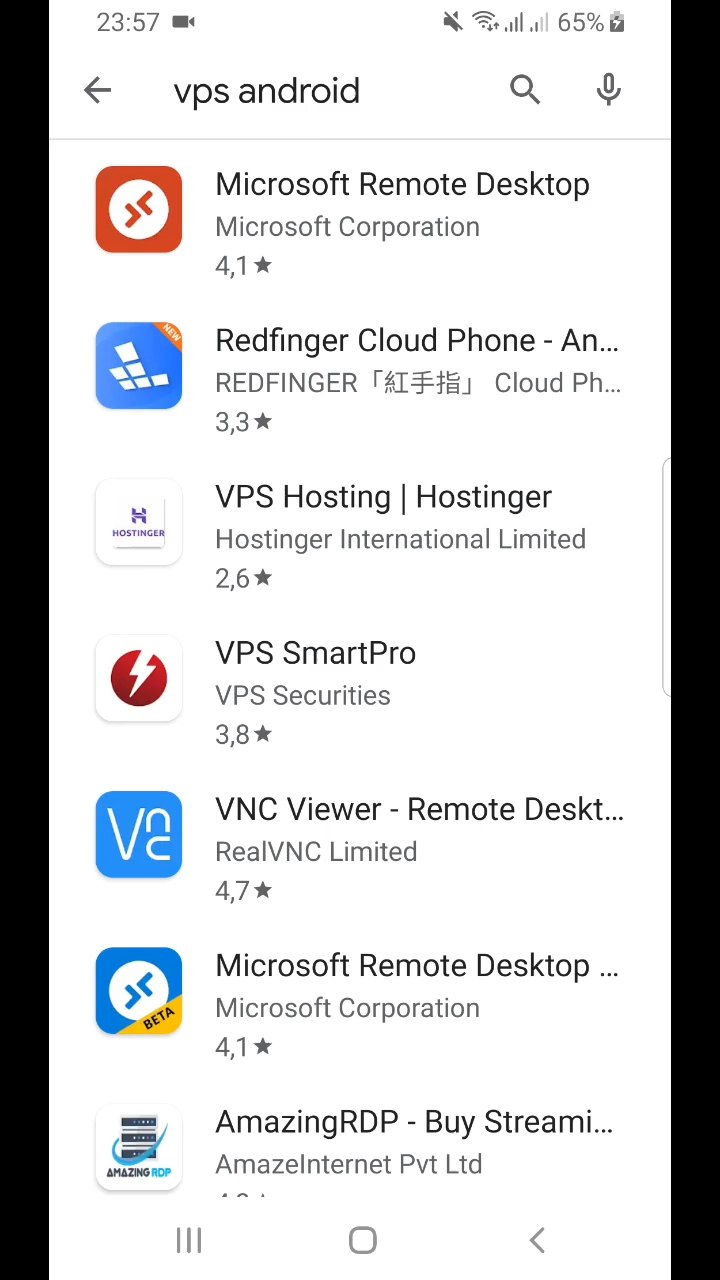 23:57 65%
vps android
Microsoft Remote Desktop
Microsoft Corporation
4,1★
NEW
Redfinger Cloud Phone - An...
REDFINGER「紅手指」 Cloud Ph...
3,3★
HOSTINGER
VPS Hosting | Hostinger
Hostinger International Limited
2,6★
VPS SmartPro
VPS Securities
3,8★
Vnc
VNC Viewer - Remote Deskt...
RealVNC Limited
4,7★
BETA
Microsoft Remote Desktop ...
Microsoft Corporation
4,1★
AMAZING RDP
AmazingRDP - Buy Streami...
AmazeInternet Pvt Ltd